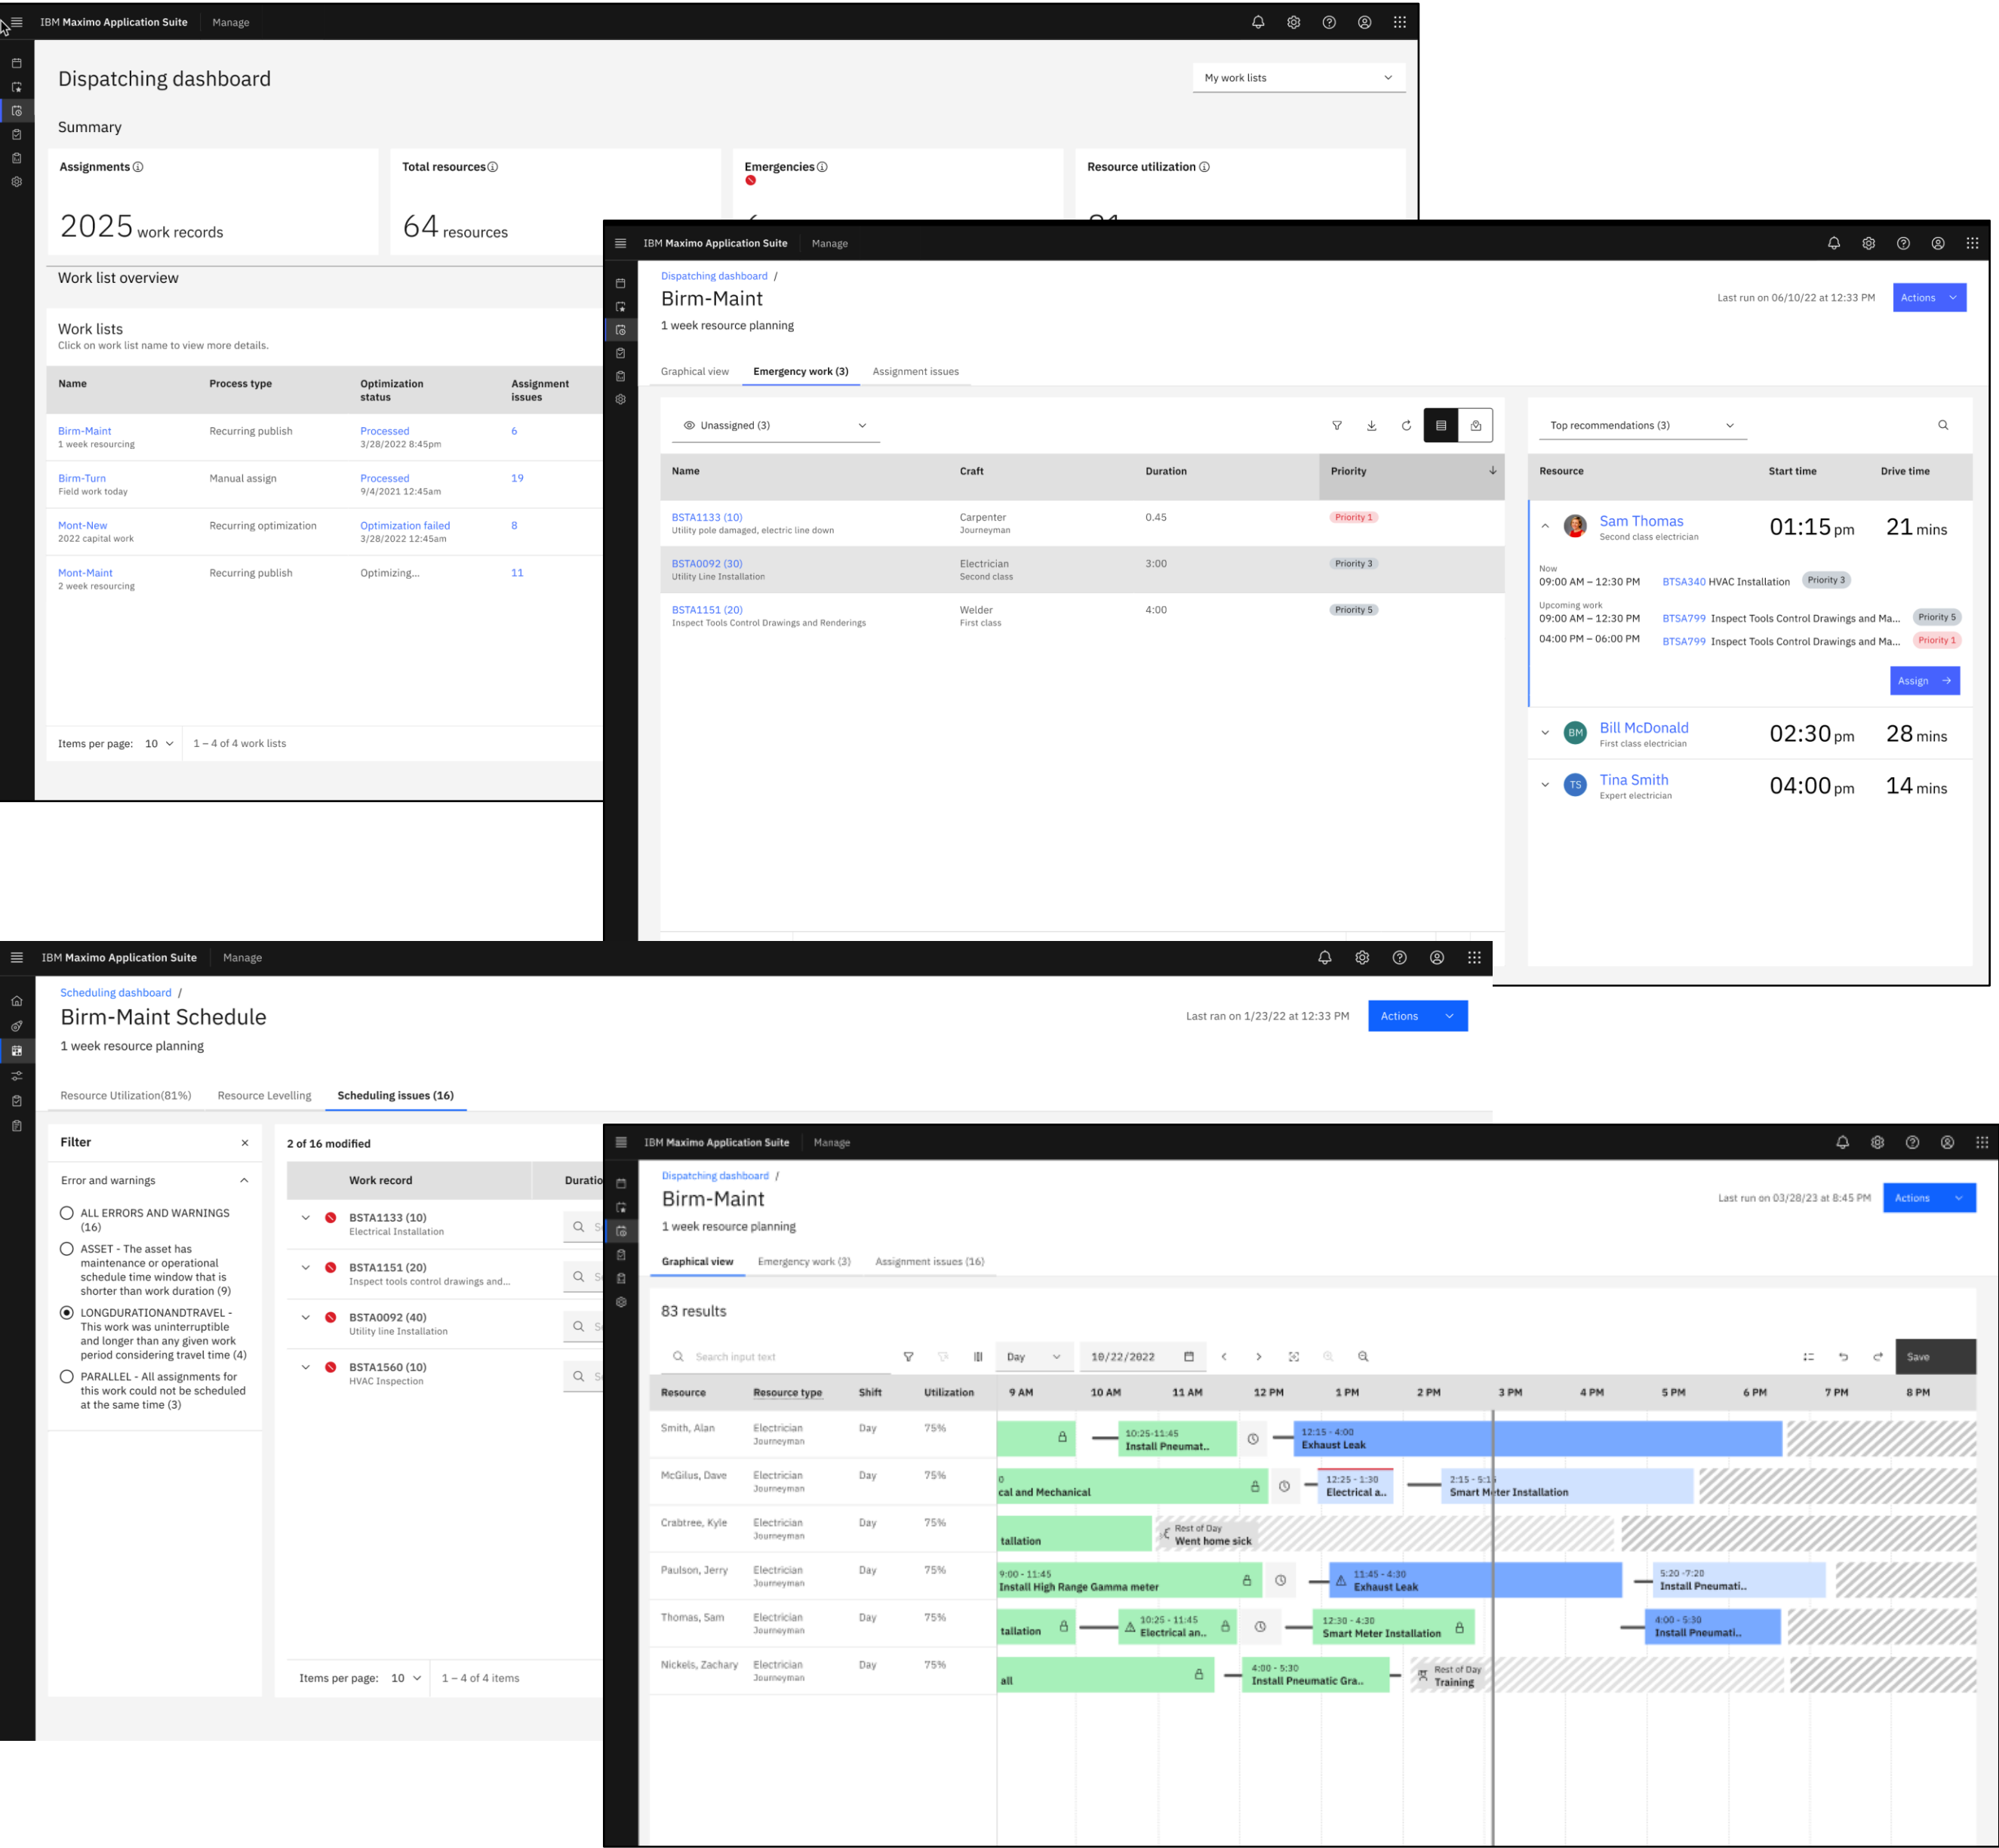 IBM Maximo Application Suite Manage
Dispatching dashboard
My work lists
Summary
Assignments
2025 work records
Total resources
64 resources
Emergencies
Resource utilization
Work list overview
Work lists
Click on work list name to view more details.
Name Process type Optimization status Assignment issues
Birm-Maint Recurring publish Processed 6
1 week resourcing 3/28/2022 8:45pm
Birm-Turn Manual assign Processed 19
Field work today 9/4/2021 12:45am
Mont-New Recurring optimization Optimization failed 8
2022 capital work 3/28/2022 12:45am
Mont-Maint Recurring publish Optimizing... 11
2 week resourcing
Items per page: 10 1 – 4 of 4 work lists
IBM Maximo Application Suite Manage
Dispatching dashboard /
Birm-Maint
Last run on 06/10/22 at 12:33 PM Actions
1 week resource planning
Graphical view Emergency work (3) Assignment issues
Unassigned (3)
Name Craft Duration Priority
BSTA1133 (10) Carpenter 0.45 Priority 1
Utility pole damaged, electric line down Journeyman
BSTA0092 (30) Electrician 3:00 Priority 3
Utility Line Installation Second class
BSTA1151 (20) Welder 4:00 Priority 5
Inspect Tools Control Drawings and Renderings First class
Top recommendations (3)
Resource Start time Drive time
Sam Thomas 01:15 pm 21 mins
Second class electrician
Now
09:00 AM – 12:30 PM BTSA340 HVAC Installation Priority 3
Upcoming work
09:00 AM – 12:30 PM BTSA799 Inspect Tools Control Drawings and Ma... Priority 5
04:00 PM – 06:00 PM BTSA799 Inspect Tools Control Drawings and Ma... Priority 1
Assign
BM Bill McDonald 02:30 pm 28 mins
First class electrician
TS Tina Smith 04:00 pm 14 mins
Expert electrician
IBM Maximo Application Suite Manage
Scheduling dashboard /
Birm-Maint Schedule
Last ran on 1/23/22 at 12:33 PM Actions
1 week resource planning
Resource Utilization(81%) Resource Levelling Scheduling issues (16)
Filter
Error and warnings
ALL ERRORS AND WARNINGS
(16)
ASSET - The asset has
maintenance or operational
schedule time window that is
shorter than work duration (9)
LONGDURATIONANDTRAVEL -
This work was uninterruptible
and longer than any given work
period considering travel time (4)
PARALLEL - All assignments for
this work could not be scheduled
at the same time (3)
2 of 16 modified
Work record Duratio
BSTA1133 (10)
Electrical Installation
BSTA1151 (20)
Inspect tools control drawings and...
BSTA0092 (40)
Utility line Installation
BSTA1560 (10)
HVAC Inspection
Items per page: 10 1 – 4 of 4 items
IBM Maximo Application Suite Manage
Dispatching dashboard /
Birm-Maint
Last run on 03/28/23 at 8:45 PM Actions
1 week resource planning
Graphical view Emergency work (3) Assignment issues (16)
83 results
Search input text Day 10/22/2022 Save
Resource Resource type Shift Utilization 9 AM 10 AM 11 AM 12 PM 1 PM 2 PM 3 PM 4 PM 5 PM 6 PM 7 PM 8 PM
Smith, Alan Electrician Day 75% 10:25-11:45 12:15 - 4:00
Journeyman Install Pneumat.. Exhaust Leak
McGilus, Dave Electrician Day 75% 0 12:25 - 1:30 2:15 - 5:15
Journeyman cal and Mechanical Electrical a.. Smart Meter Installation
Crabtree, Kyle Electrician Day 75% Rest of Day
Journeyman tallation Went home sick
Paulson, Jerry Electrician Day 75% 9:00 - 11:45 11:45 - 4:30 5:20 -7:20
Journeyman Install High Range Gamma meter Exhaust Leak Install Pneumati..
Thomas, Sam Electrician Day 75% 10:25 - 11:45 12:30 - 4:30 4:00 - 5:30
Journeyman tallation Electrical an.. Smart Meter Installation Install Pneumati..
Nickels, Zachary Electrician Day 75% 4:00 - 5:30 Rest of Day
Journeyman all Install Pneumatic Gra.. Training